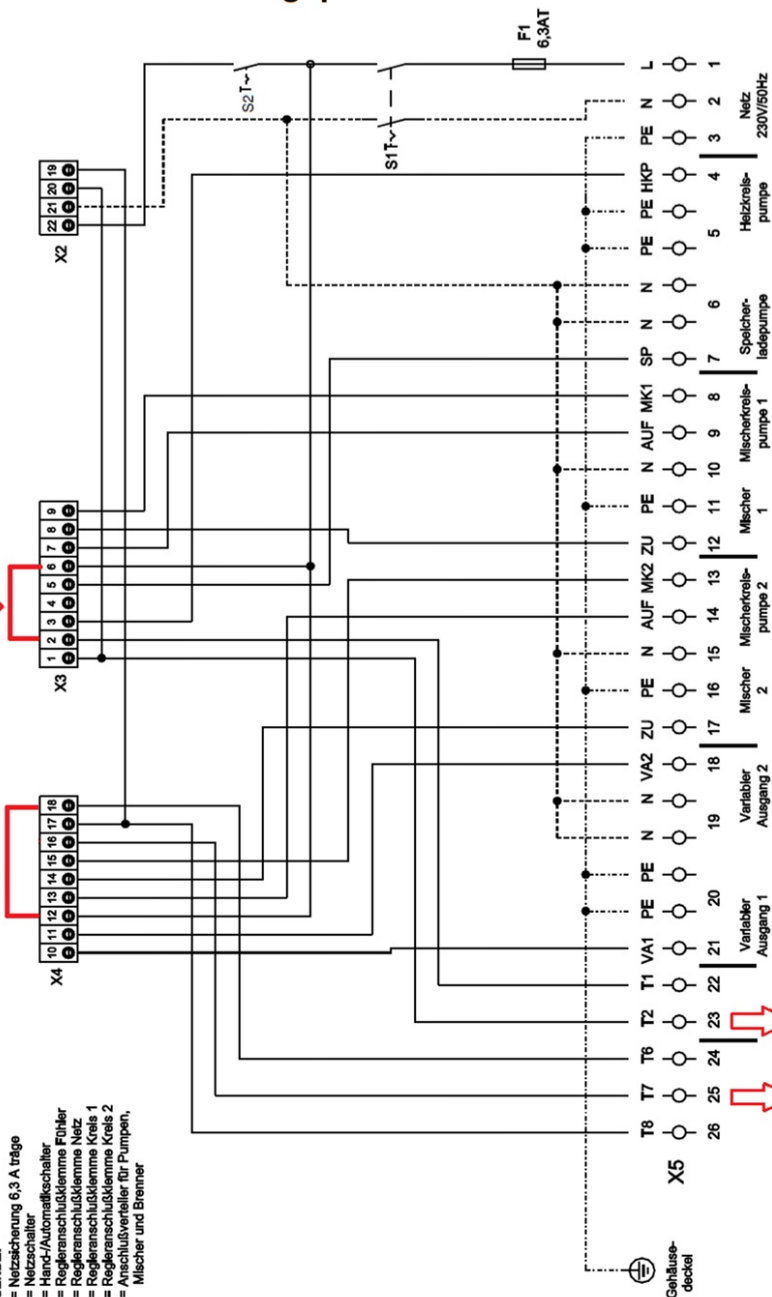 F1
6,3AT
S2
T~
S1
T~
19
20
21
22
X2
9
8
7
6
5
4
3
2
1
X3
18
17
16
15
14
13
12
11
10
X4
= Netzsicherung 6,3 A träge
= Netzschalter
= Hand-/Automatikschalter
= Regleranschlußklemme Fühler
= Regleranschlußklemme Netz
= Regleranschlußklemme Kreis 1
= Regleranschlußklemme Kreis 2
= Anschlußverteiler für Pumpen,
Mischer und Brenner
L
N
PE
HKP
PE
PE
N
N
SP
MK1
AUF
N
PE
ZU
MK2
AUF
N
PE
ZU
VA2
N
N
PE
PE
VA1
T1
T2
T6
T7
T8
1
2
3
4
5
6
7
8
9
10
11
12
13
14
15
16
17
18
19
20
21
22
23
24
25
26
X5
Netz
230V/50Hz
Heizkreis-
pumpe
Speicher-
ladepumpe
Mischerkreis-
pumpe 1
Mischer
1
Mischerkreis-
pumpe 2
Mischer
2
Variabler
Ausgang 2
Variabler
Ausgang 1
Gehäuse-
deckel